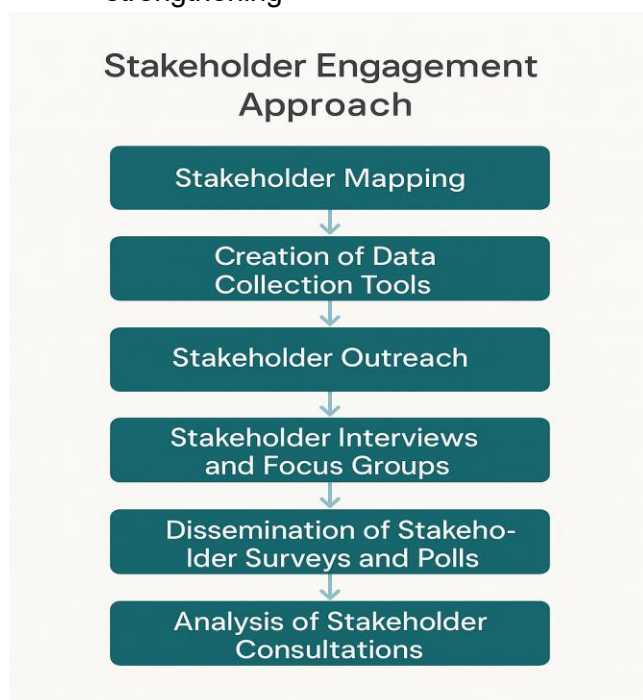 strengthening
Stakeholder Engagement
Approach
Stakeholder Mapping
Creation of Data
Collection Tools
Stakeholder Outreach
Stakeholder Interviews
and Focus Groups
Dissemination of Stakeho-
lder Surveys and Polls
Analysis of Stakeholder
Consultations